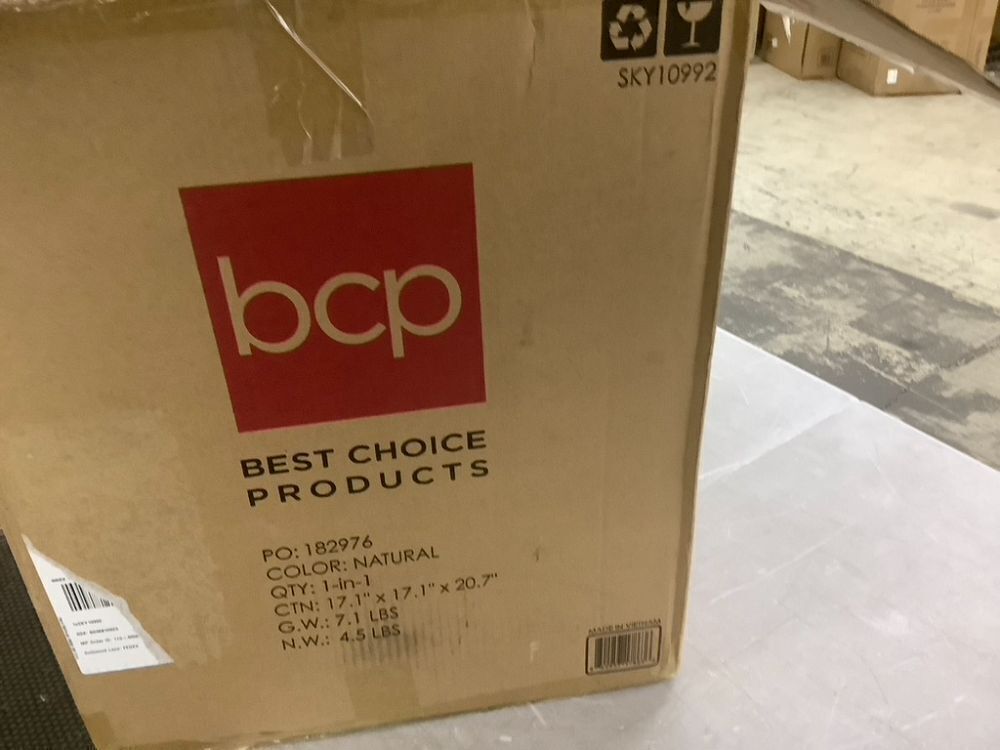 SKY10992
bcp
BEST CHOICE
PRODUCTS
PO: 182976
COLOR: NATURAL
QTY: 1-in-1
CTN: 17.1" x 17.1" x 20.7"
G.W.: 7.1 LBS
N.W.: 4.5 LBS
MADE IN VIETNAM